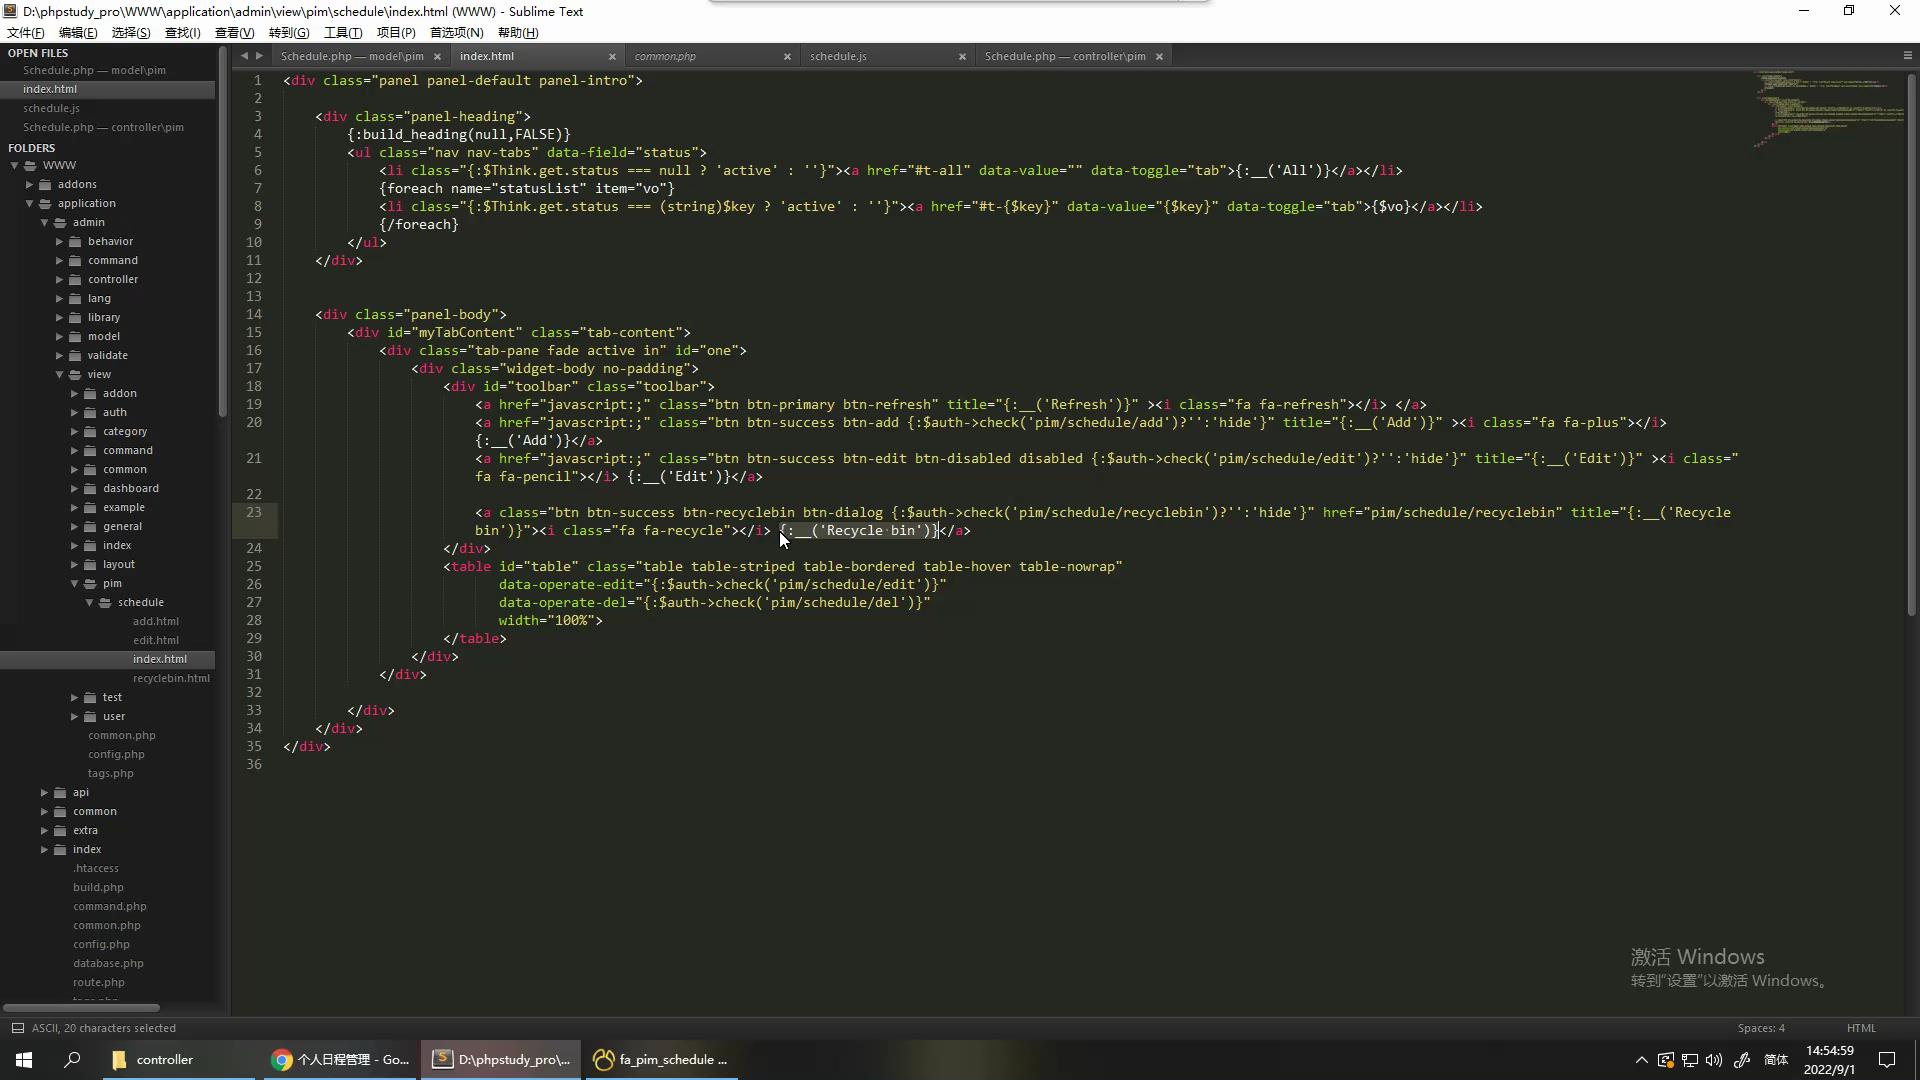 D:\phpstudy_pro\WWW\application\admin\view\pim\schedule\index.html (WWW) - Sublime Text
文件(F) 编辑(E) 选择(S) 查找(I) 查看(V) 转到(G) 工具(T) 项目(P) 首选项(N) 帮助(H)
OPEN FILES
Schedule.php — model\pim
index.html
schedule.js
Schedule.php — controller\pim
FOLDERS
WWW
addons
application
admin
behavior
command
controller
lang
library
model
validate
view
addon
auth
category
command
common
dashboard
example
general
index
layout
pim
schedule
add.html
edit.html
index.html
recyclebin.html
test
user
common.php
config.php
tags.php
api
common
extra
index
.htaccess
build.php
command.php
common.php
config.php
database.php
route.php
Schedule.php — model\pim × index.html × common.php × schedule.js × Schedule.php — controller\pim ×
1 <div class="panel panel-default panel-intro">
2
3 <div class="panel-heading">
4 {:build_heading(null,FALSE)}
5 <ul class="nav nav-tabs" data-field="status">
6 <li class="{:$Think.get.status === null ? 'active' : ''}"><a href="#t-all" data-value="" data-toggle="tab">{:__('All')}</a></li>
7 {foreach name="statusList" item="vo"}
8 <li class="{:$Think.get.status === (string)$key ? 'active' : ''}"><a href="#t-{$key}" data-value="{$key}" data-toggle="tab">{$vo}</a></li>
9 {/foreach}
10 </ul>
11 </div>
12
13
14 <div class="panel-body">
15 <div id="myTabContent" class="tab-content">
16 <div class="tab-pane fade active in" id="one">
17 <div class="widget-body no-padding">
18 <div id="toolbar" class="toolbar">
19 <a href="javascript:;" class="btn btn-primary btn-refresh" title="{:__('Refresh')}" ><i class="fa fa-refresh"></i> </a>
20 <a href="javascript:;" class="btn btn-success btn-add {:$auth->check('pim/schedule/add')?'':'hide'}" title="{:__('Add')}" ><i class="fa fa-plus"></i>
{:__('Add')}</a>
21 <a href="javascript:;" class="btn btn-success btn-edit btn-disabled disabled {:$auth->check('pim/schedule/edit')?'':'hide'}" title="{:__('Edit')}" ><i class="
fa fa-pencil"></i> {:__('Edit')}</a>
22
23 <a class="btn btn-success btn-recyclebin btn-dialog {:$auth->check('pim/schedule/recyclebin')?'':'hide'}" href="pim/schedule/recyclebin" title="{:__('Recycle
bin')}"><i class="fa fa-recycle"></i> {:__('Recycle bin')}</a>
24 </div>
25 <table id="table" class="table table-striped table-bordered table-hover table-nowrap"
26 data-operate-edit="{:$auth->check('pim/schedule/edit')}"
27 data-operate-del="{:$auth->check('pim/schedule/del')}"
28 width="100%">
29 </table>
30 </div>
31 </div>
32
33 </div>
34 </div>
35 </div>
36
激活 Windows
转到"设置"以激活 Windows。
ASCII, 20 characters selected Spaces: 4 HTML
controller 个人日程管理 - Go... D:\phpstudy_pro\... fa_pim_schedule ... 简体 14:54:59
2022/9/1